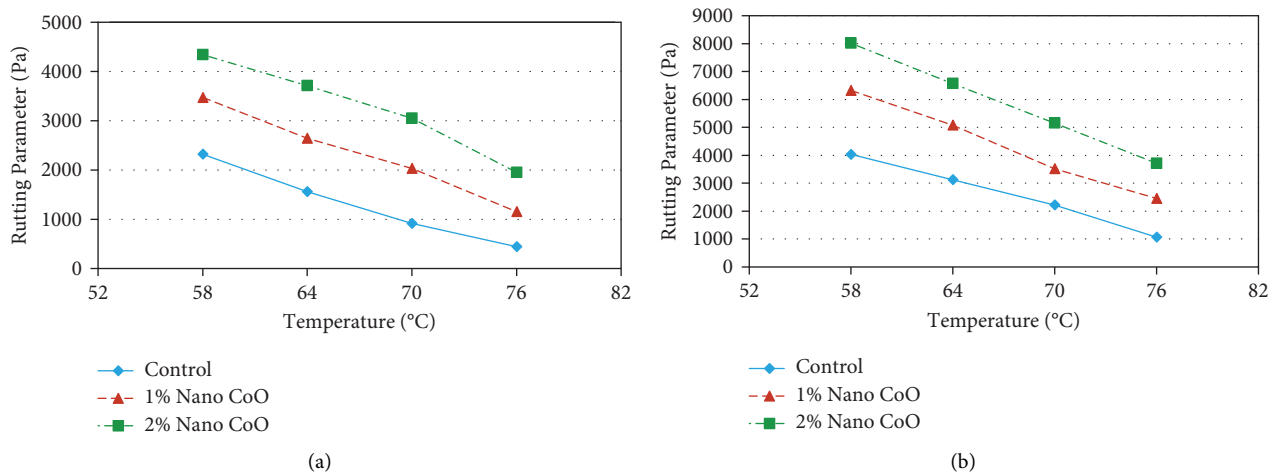 5000
4000
3000
2000
1000
0
Rutting Parameter (Pa)
52 58 64 70 76 82
Temperature (°C)
Control
1% Nano CoO
2% Nano CoO
(a)
9000
8000
7000
6000
5000
4000
3000
2000
1000
0
Rutting Parameter (Pa)
52 58 64 70 76 82
Temperature (°C)
Control
1% Nano CoO
2% Nano CoO
(b)